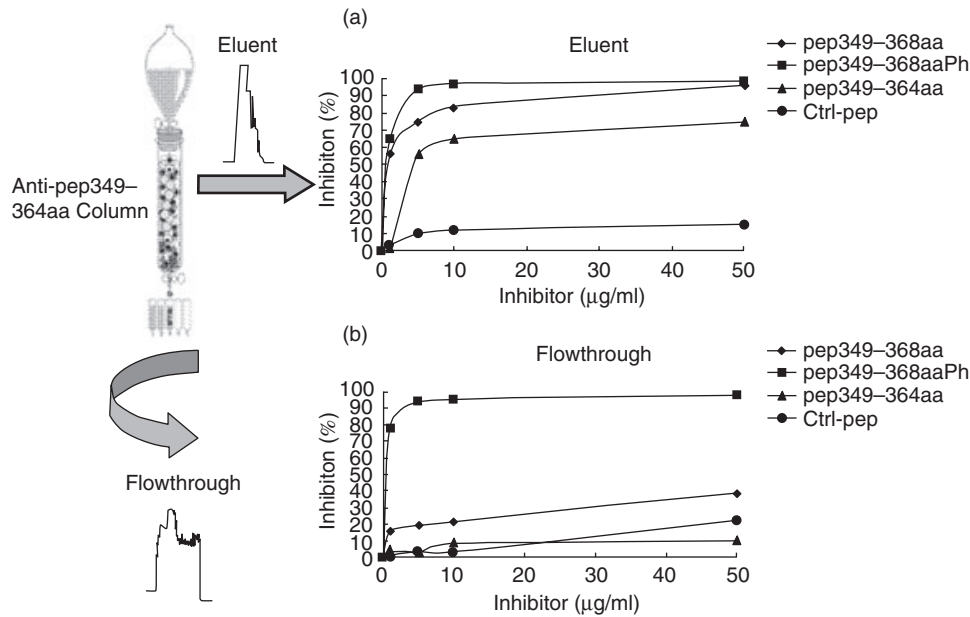 (a)
Eluent
Eluent
pep349–368aa
pep349–368aaPh
pep349–364aa
Ctrl-pep
Anti-pep349–
364aa Column
Inhibiton (%)
100
90
80
70
60
50
40
30
20
10
0
0 10 20 30 40 50
Inhibitor (μg/ml)
(b)
Flowthrough
pep349–368aa
pep349–368aaPh
pep349–364aa
Ctrl-pep
Flowthrough
Inhibiton (%)
100
90
80
70
60
50
40
30
20
10
0
0 10 20 30 40 50
Inhibitor (μg/ml)